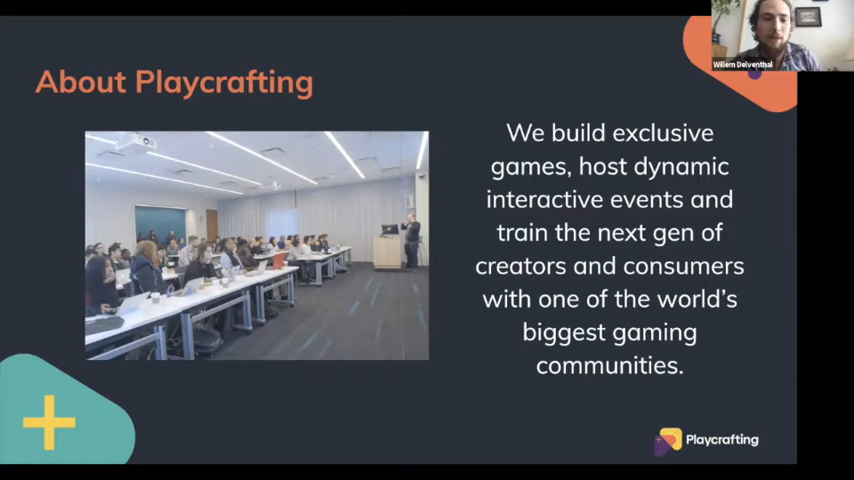 Willem Delventhal
About Playcrafting
We build exclusive
games, host dynamic
interactive events and
train the next gen of
creators and consumers
with one of the world's
biggest gaming
communities.
Playcrafting